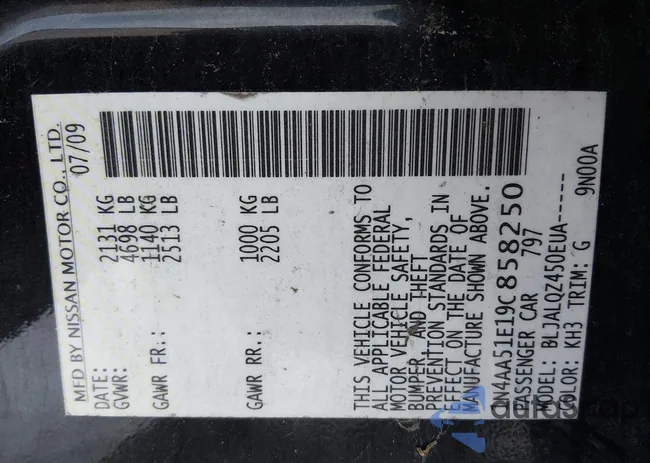 MFD BY NISSAN MOTOR CO., LTD.
DATE: 07/09
GVWR: 2131 KG
4698 LB
GAWR FR.: 1140 KG
2513 LB
GAWR RR.: 1000 KG
2205 LB
THIS VEHICLE CONFORMS TO
ALL APPLICABLE FEDERAL
MOTOR VEHICLE SAFETY,
BUMPER AND THEFT
PREVENTION STANDARDS IN
EFFECT ON THE DATE OF
MANUFACTURE SHOWN ABOVE.
1N4AA51E19C858250
PASSENGER CAR 797
MODEL: BLJALQZ450EUA------
COLOR: KH3 TRIM: G 9N00A